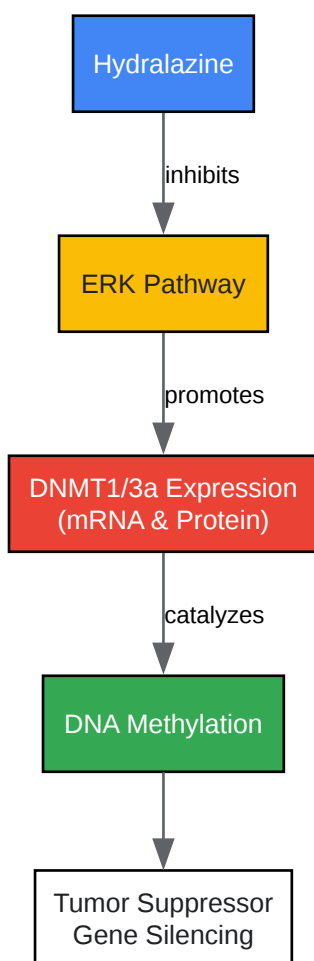 Hydralazine
inhibits
ERK Pathway
promotes
DNMT1/3a Expression
(mRNA & Protein)
catalyzes
DNA Methylation
Tumor Suppressor
Gene Silencing